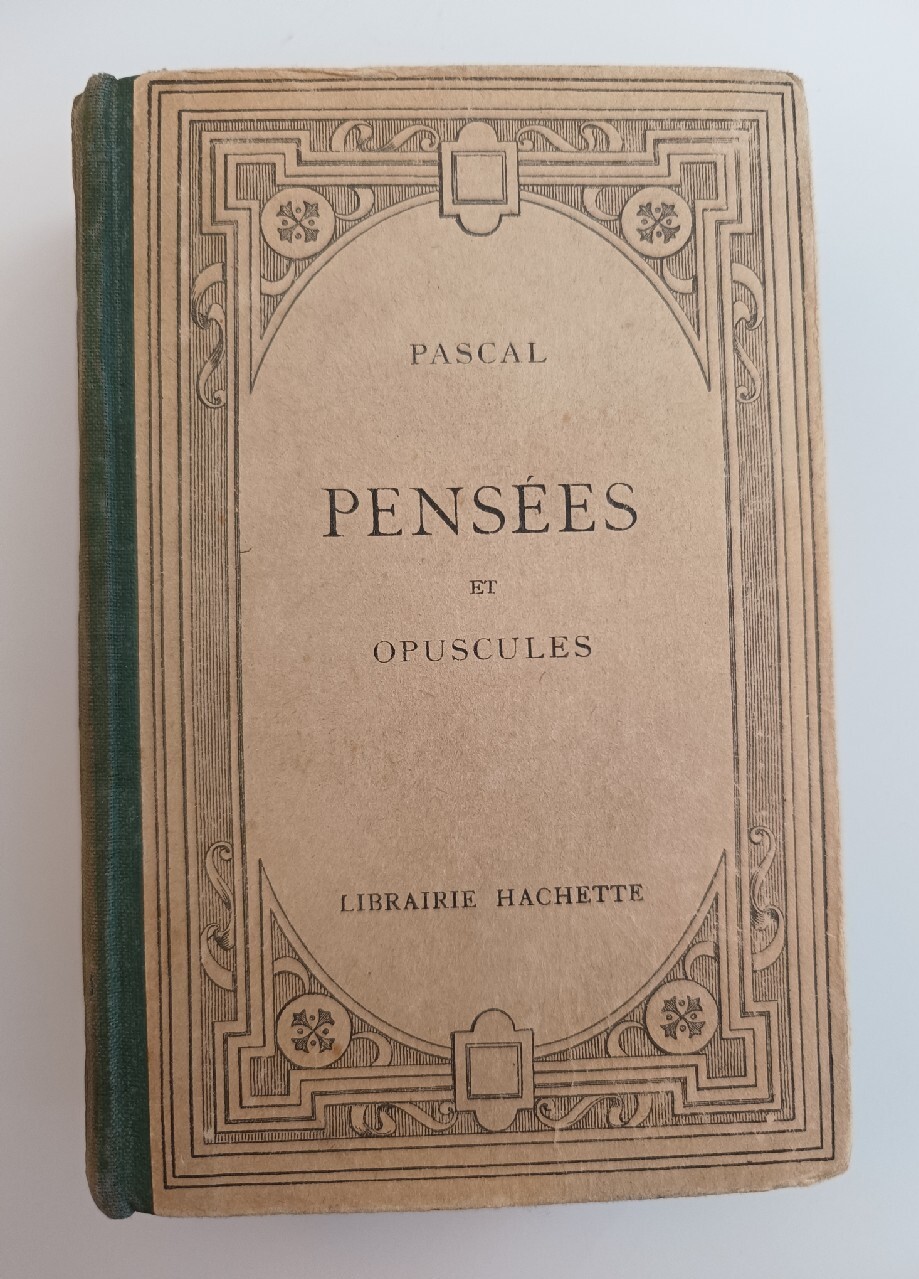 PASCAL
PENSÉES
ET
OPUSCULES
LIBRAIRIE HACHETTE